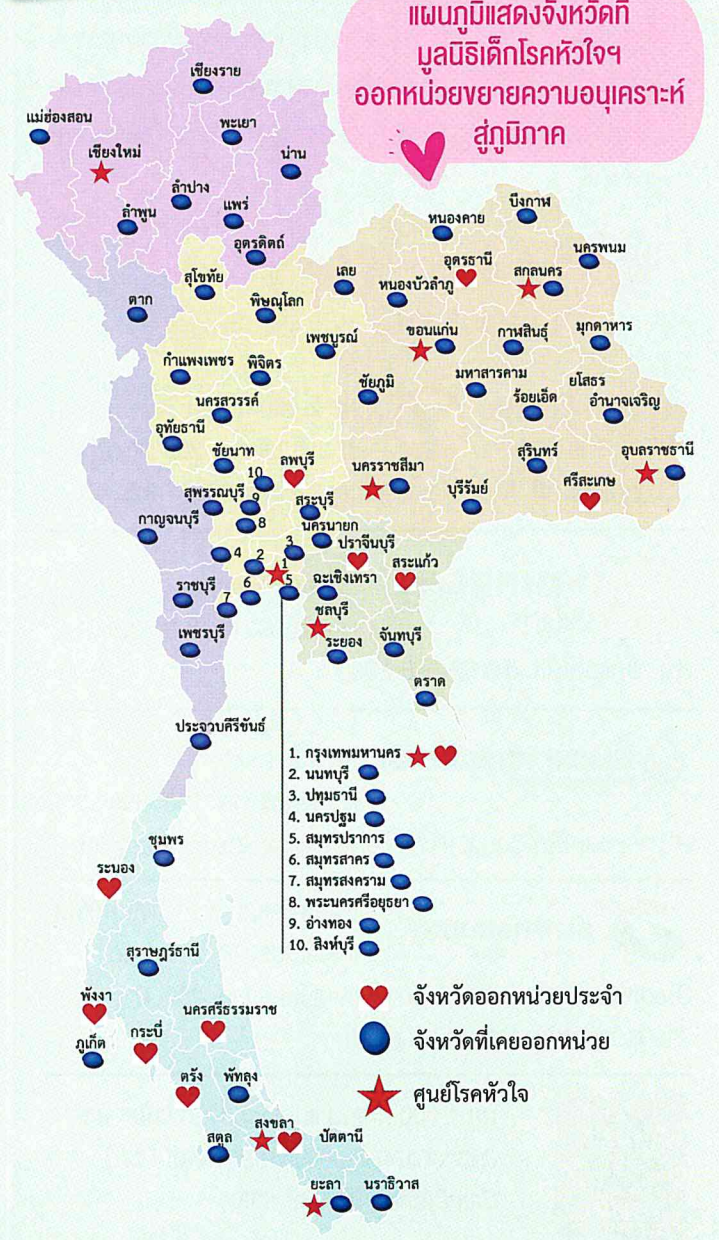 แผนภูมิแสดงจังหวัดที่
มูลนิธิเด็กโรคหัวใจฯ
ออกหน่วยขยายความอนุเคราะห์
สู่ภูมิภาค
เชียงราย
แม่ฮ่องสอน
พะเยา
เชียงใหม่
น่าน
ลำปาง
ลำพูน
แพร่
อุตรดิตถ์
บึงกาฬ
หนองคาย
นครพนม
อุดรธานี
สกลนคร
เลย
หนองบัวลำภู
สุโขทัย
ตาก
พิษณุโลก
เพชบูรณ์
ขอนแก่น
กาฬสินธุ์
มุกดาหาร
กำแพงเพชร
พิจิตร
ชัยภูมิ
มหาสารคาม
ยโสธร
ร้อยเอ็ด
อำนาจเจริญ
นครสวรรค์
อุทัยธานี
ชัยนาท
ลพบุรี
นครราชสีมา
สุรินทร์
อุบลราชธานี
10
สุพรรณบุรี
9
สระบุรี
บุรีรัมย์
ศรีสะเกษ
กาญจนบุรี
8
นครนายก
ปราจีนบุรี
4
2
3
1
สระแก้ว
ราชบุรี
6
5
ฉะเชิงเทรา
7
ชลบุรี
เพชรบุรี
ระยอง
จันทบุรี
ตราด
ประจวบคีรีขันธ์
1. กรุงเทพมหานคร
2. นนทบุรี
3. ปทุมธานี
4. นครปฐม
5. สมุทรปราการ
6. สมุทรสาคร
7. สมุทรสงคราม
8. พระนครศรีอยุธยา
9. อ่างทอง
10. สิงห์บุรี
ชุมพร
ระนอง
สุราษฎร์ธานี
พังงา
นครศรีธรรมราช
ภูเก็ต
กระบี่
ตรัง
พัทลุง
สงขลา
ปัตตานี
สตูล
ยะลา
นราธิวาส
จังหวัดออกหน่วยประจำ
จังหวัดที่เคยออกหน่วย
ศูนย์โรคหัวใจ